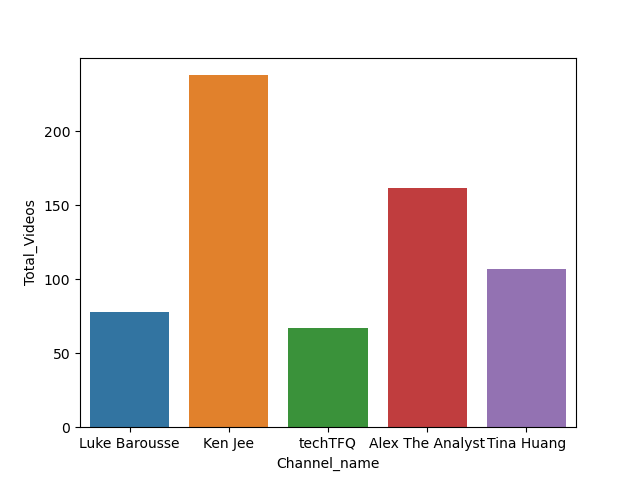 Total_Videos
200
150
100
50
0
Luke Barousse Ken Jee techTFQ Alex The Analyst Tina Huang
Channel_name